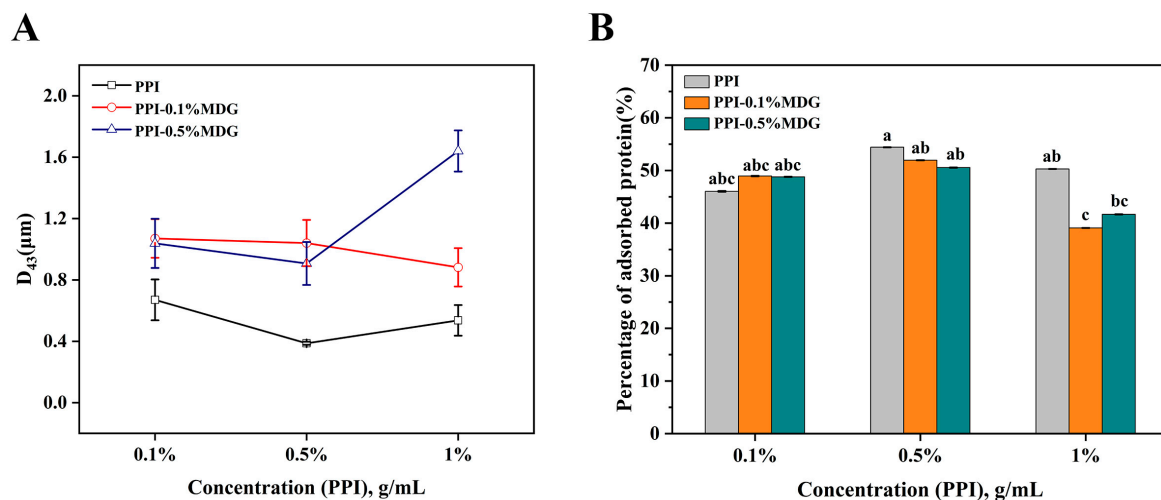 A
PPI
PPI-0.1%MDG
PPI-0.5%MDG
2.0
1.6
1.2
0.8
0.4
0.0
D43(μm)
0.1%
0.5%
1%
Concentration (PPI), g/mL
B
PPI
PPI-0.1%MDG
PPI-0.5%MDG
70
60
50
40
30
20
10
0
Percentage of adsorbed protein(%)
abc
abc
abc
a
ab
ab
ab
c
bc
0.1%
0.5%
1%
Concentration (PPI), g/mL